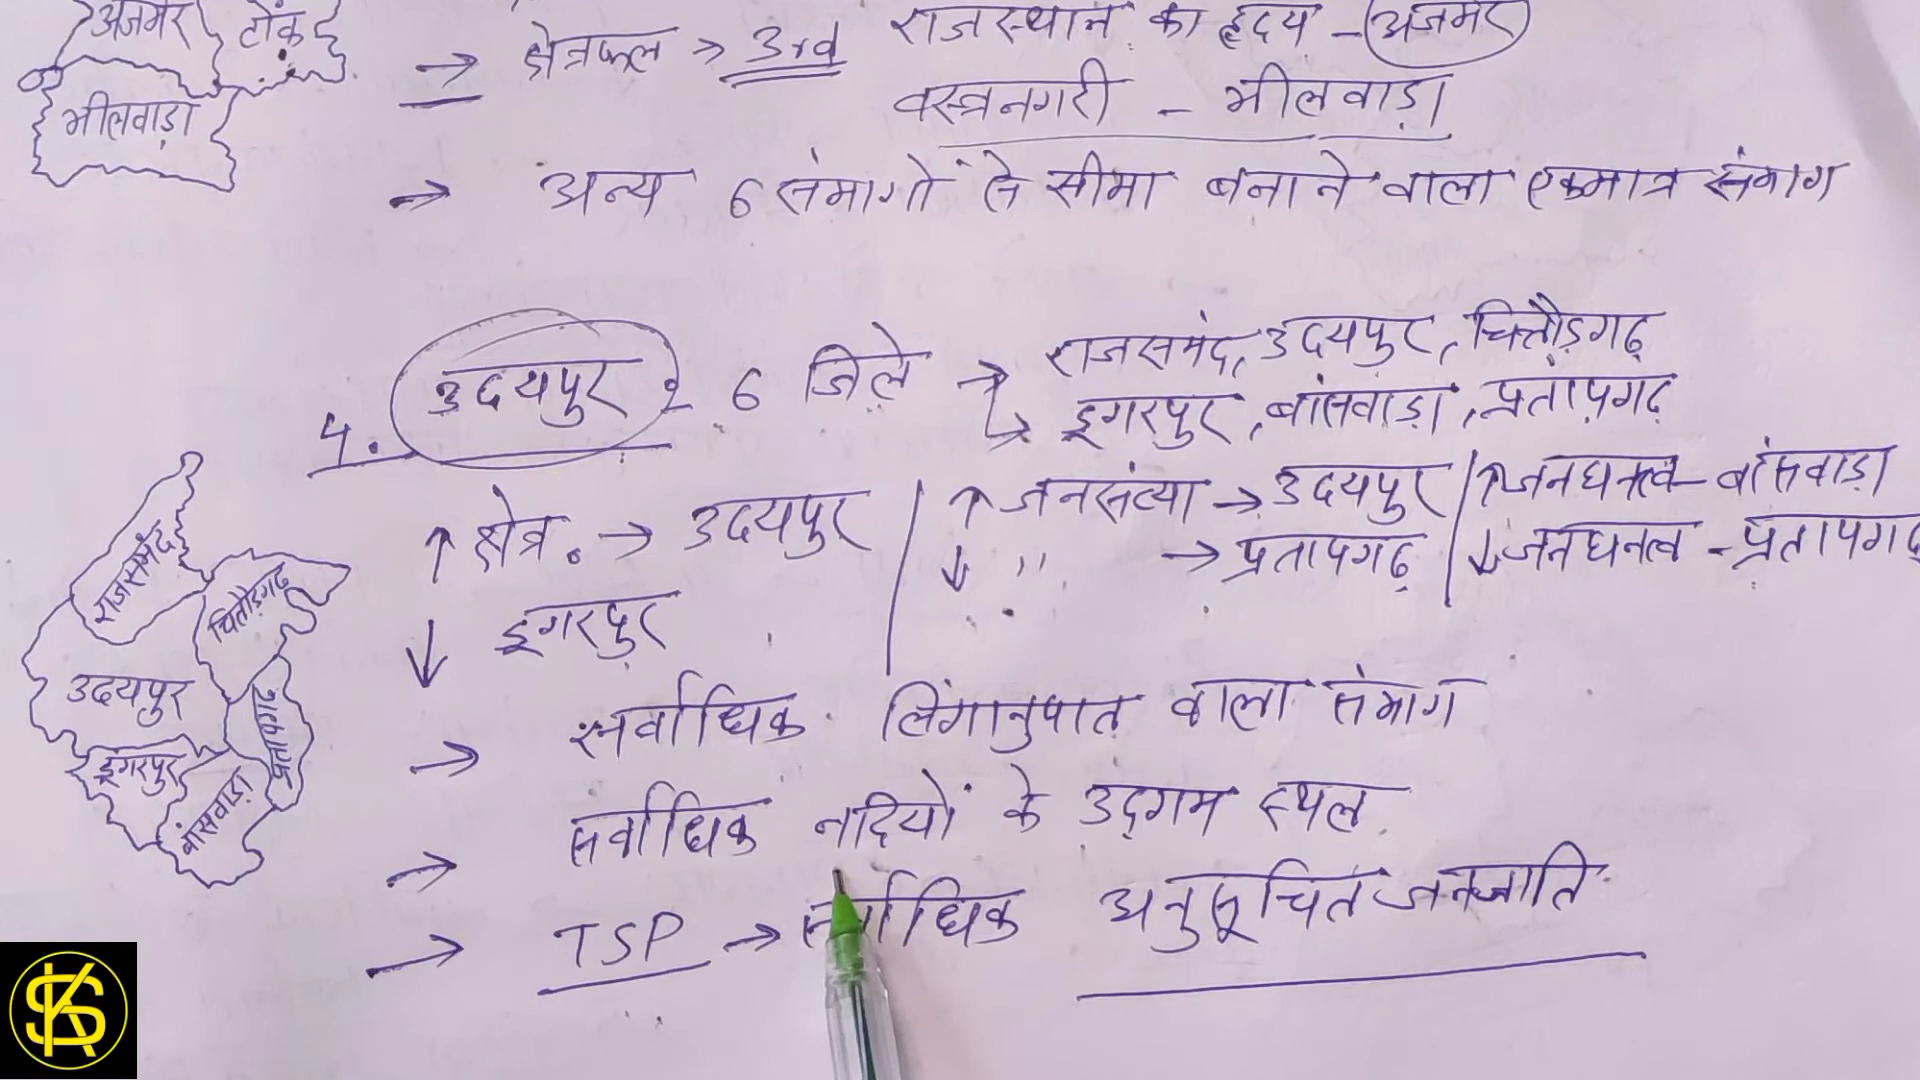 अजमेर टोंक
→ क्षेत्रफल → 3rd राजस्थान का हृदय - अजमेर
भीलवाड़ा
वस्त्रनगरी - भीलवाड़ा
→ अन्य 6 संभागों से सीमा बनाने वाला एकमात्र संभाग
4. उदयपुर : 6 जिले → राजसमंद, उदयपुर, चित्तौड़गढ़
→ डूगरपुर, बांसवाड़ा, प्रतापगढ़
↑ क्षेत्र. → उदयपुर | ↑ जनसंख्या → उदयपुर | ↑ जनघनत्व - बांसवाड़ा
↓ डूगरपुर | ↓ " → प्रतापगढ़ | ↓ जनघनत्व - प्रतापगढ़
→ सर्वाधिक लिंगानुपात वाला संभाग
→ सर्वाधिक नदियों के उद्गम स्थल
→ TSP → सर्वाधिक अनुसूचित जनजाति
राजसमंद
चित्तौड़गढ़
उदयपुर
प्रतापगढ़
डूगरपुर
बांसवाड़ा
SK